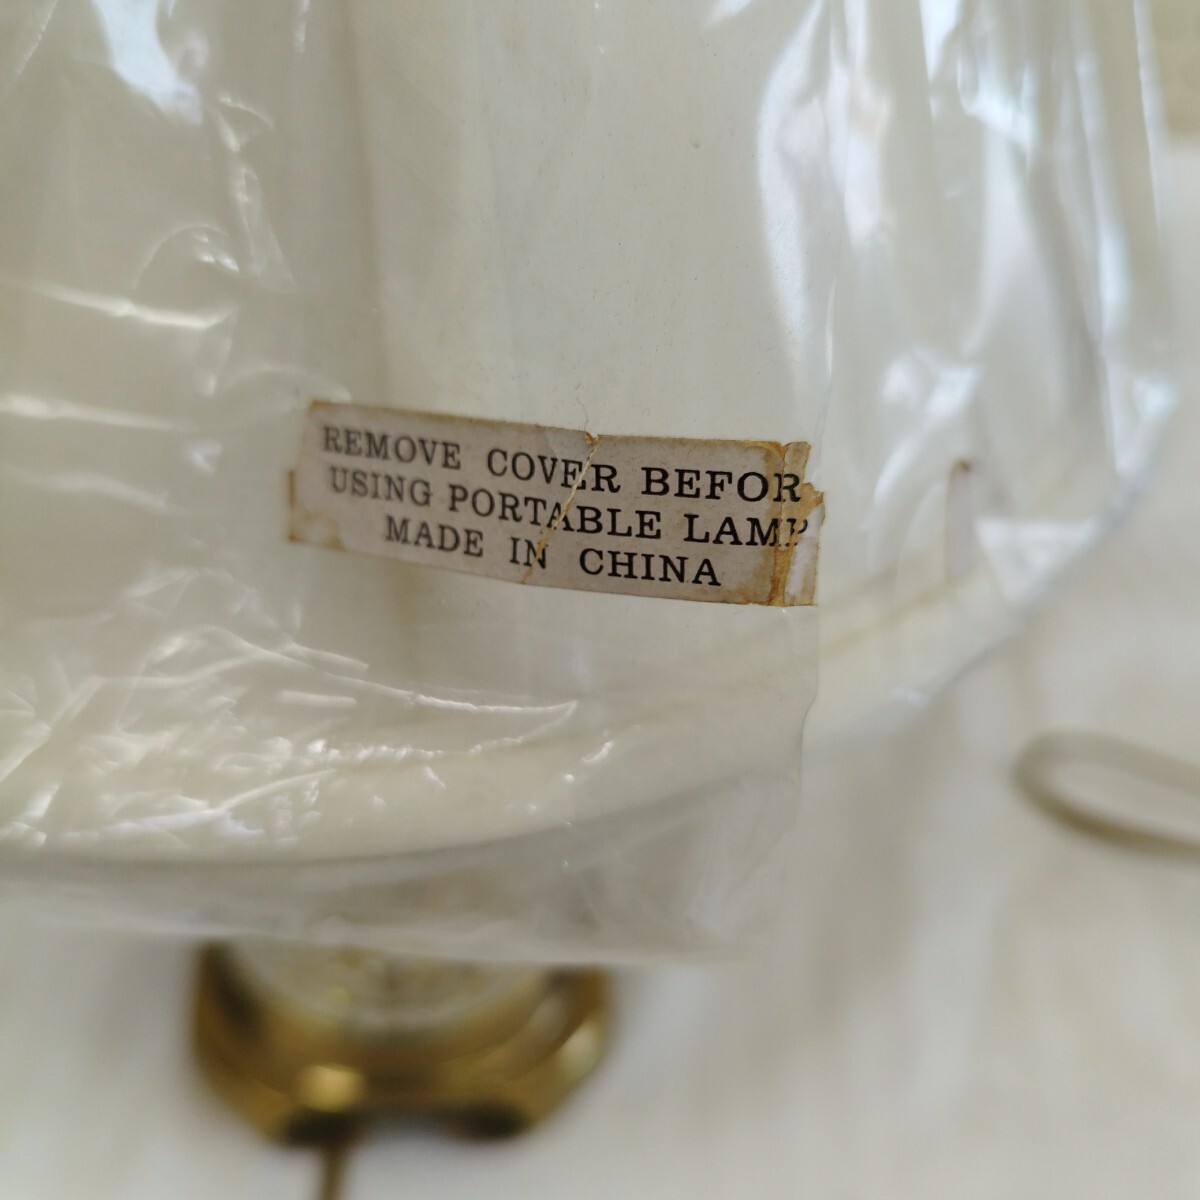 REMOVE COVER BEFOR
USING PORTABLE LAMP
MADE IN CHINA